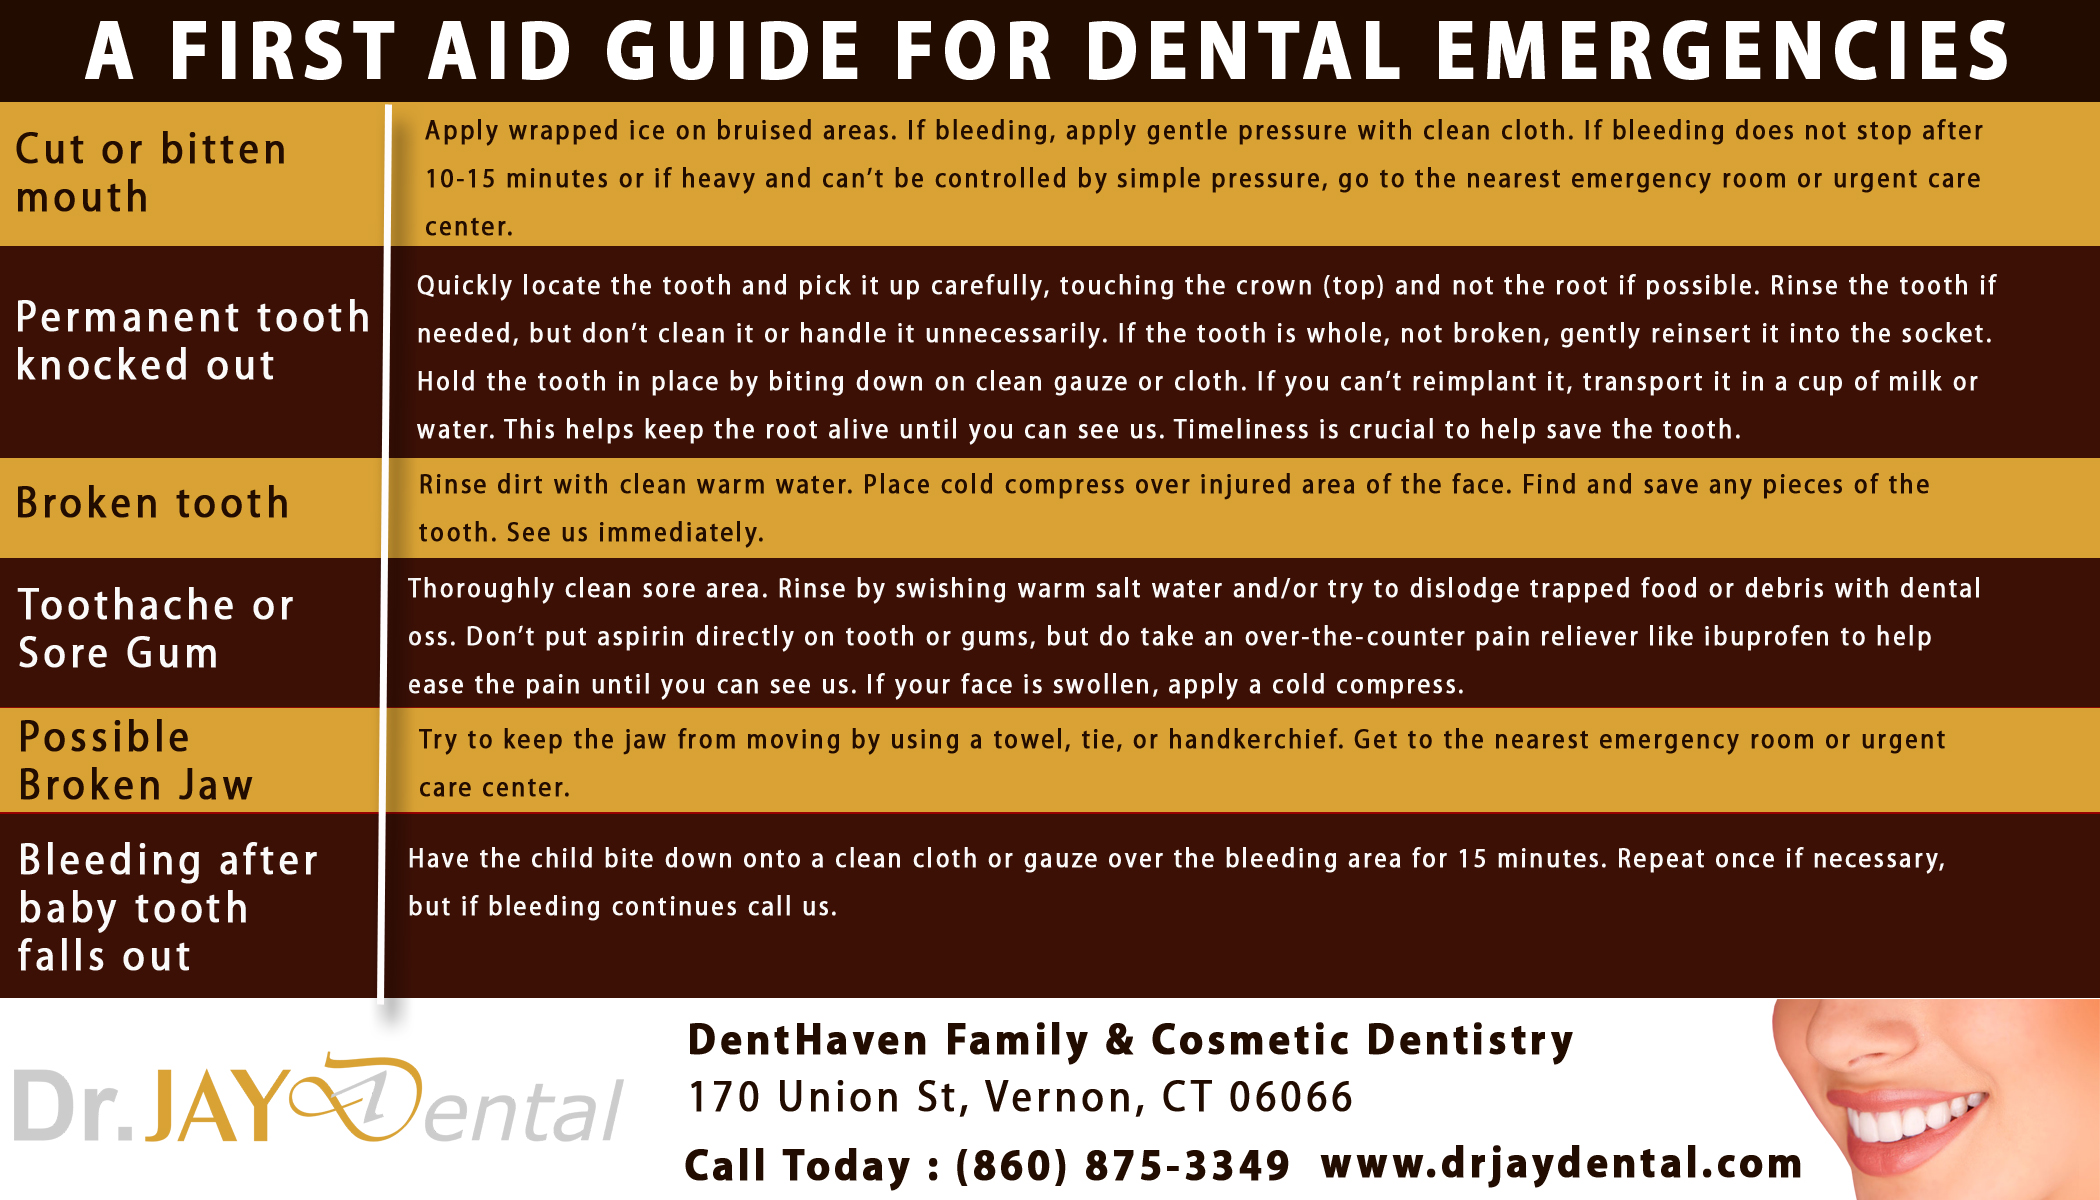 A FIRST AID GUIDE FOR DENTAL EMERGENCIES
Cut or bitten
mouth
Apply wrapped ice on bruised areas. If bleeding, apply gentle pressure with clean cloth. If bleeding does not stop after
10-15 minutes or if heavy and can’t be controlled by simple pressure, go to the nearest emergency room or urgent care
center.
Permanent tooth
knocked out
Quickly locate the tooth and pick it up carefully, touching the crown (top) and not the root if possible. Rinse the tooth if
needed, but don’t clean it or handle it unnecessarily. If the tooth is whole, not broken, gently reinsert it into the socket.
Hold the tooth in place by biting down on clean gauze or cloth. If you can’t reimplant it, transport it in a cup of milk or
water. This helps keep the root alive until you can see us. Timeliness is crucial to help save the tooth.
Broken tooth
Rinse dirt with clean warm water. Place cold compress over injured area of the face. Find and save any pieces of the
tooth. See us immediately.
Toothache or
Sore Gum
Thoroughly clean sore area. Rinse by swishing warm salt water and/or try to dislodge trapped food or debris with dental
oss. Don’t put aspirin directly on tooth or gums, but do take an over-the-counter pain reliever like ibuprofen to help
ease the pain until you can see us. If your face is swollen, apply a cold compress.
Possible
Broken Jaw
Try to keep the jaw from moving by using a towel, tie, or handkerchief. Get to the nearest emergency room or urgent
care center.
Bleeding after
baby tooth
falls out
Have the child bite down onto a clean cloth or gauze over the bleeding area for 15 minutes. Repeat once if necessary,
but if bleeding continues call us.
Dr.JAY Dental
DentHaven Family & Cosmetic Dentistry
170 Union St, Vernon, CT 06066
Call Today : (860) 875-3349 www.drjaydental.com